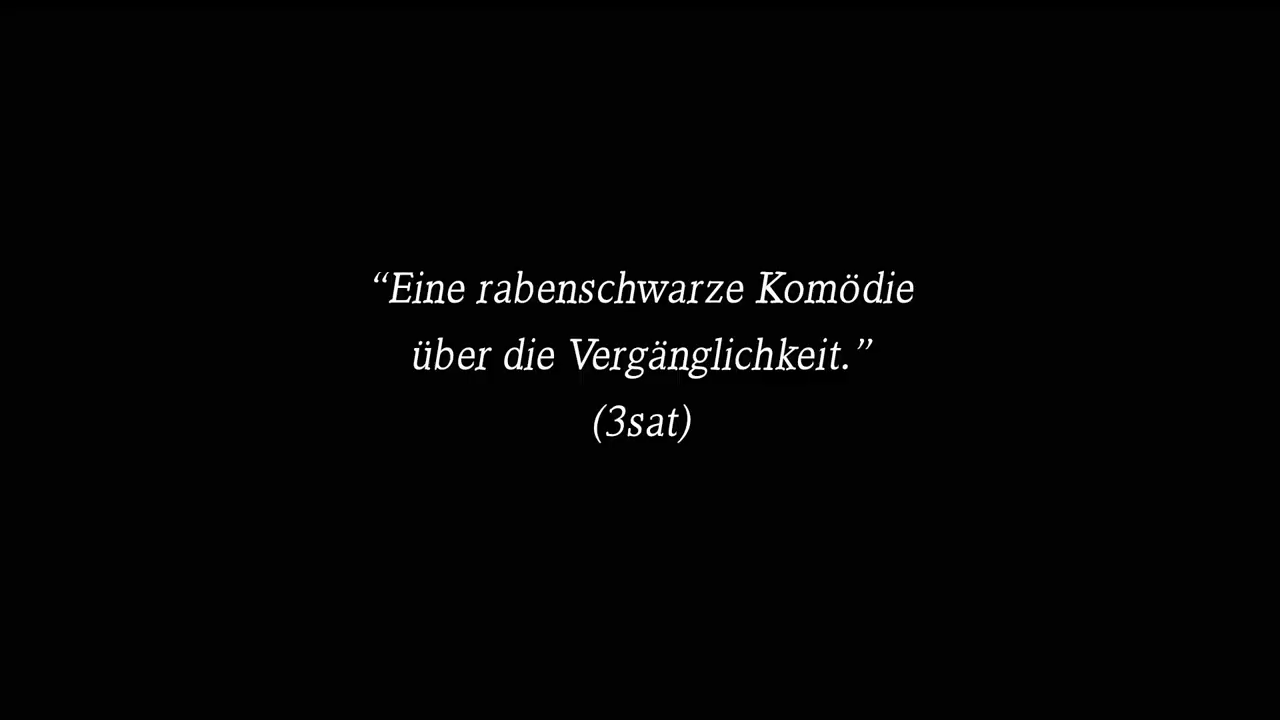 “Eine rabenschwarze Komödie
über die Vergänglichkeit.”
(3sat)